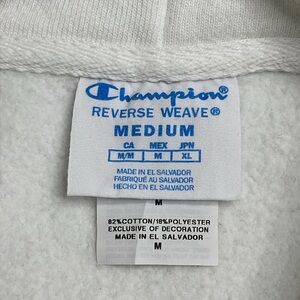 Champion®
REVERSE WEAVE®
MEDIUM
CA MEX JPN
M/M M XL
MADE IN EL SALVADOR
FABRIQUÉ AU SALVADOR
HECHO EN EL SALVADOR
M
82%COTTON/18%POLYESTER
EXCLUSIVE OF DECORATION
MADE IN EL SALVADOR
M